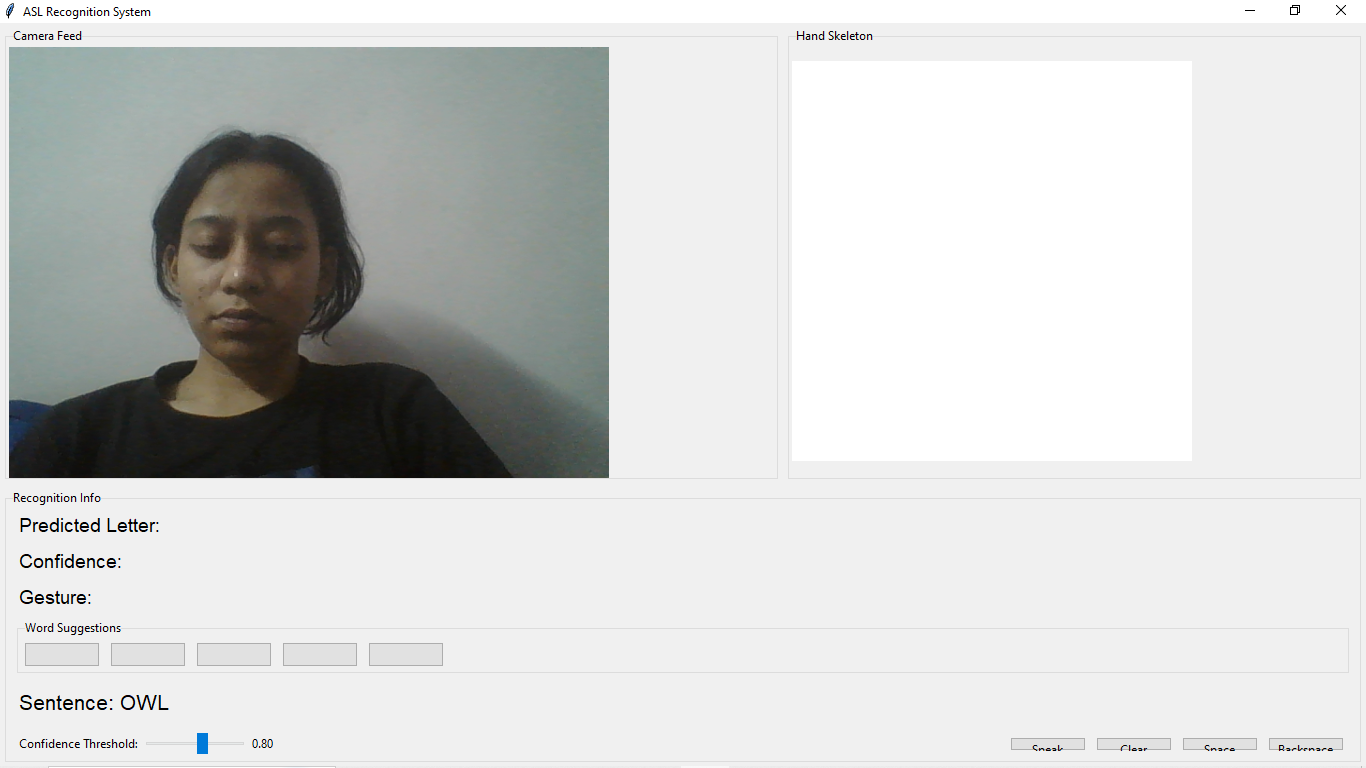 ASL Recognition System
Camera Feed
Hand Skeleton
Recognition Info
Predicted Letter:
Confidence:
Gesture:
Word Suggestions
Sentence: OWL
Confidence Threshold: 0.80
Speak Clear Space Backspace